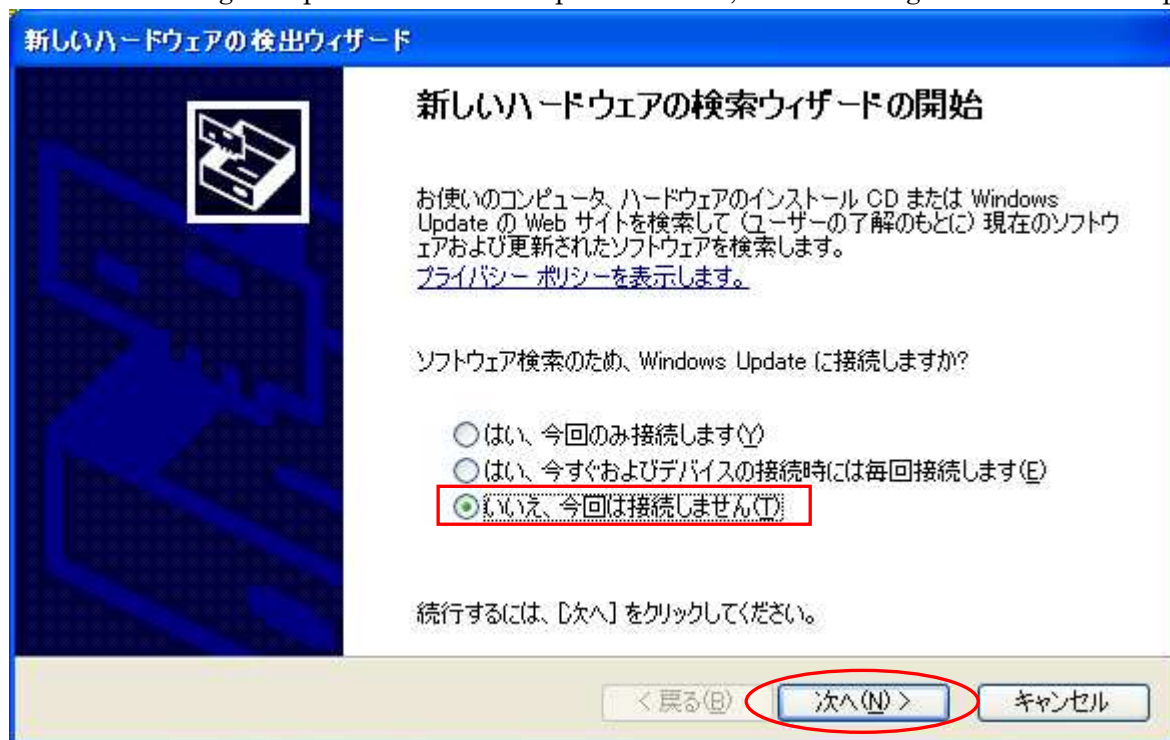 新しいハードウェアの検出ウィザード
新しいハードウェアの検索ウィザードの開始
お使いのコンピュータ、ハードウェアのインストール CD または Windows
Update の Web サイトを検索して (ユーザーの了解のもとに) 現在のソフトウ
ェアおよび更新されたソフトウェアを検索します。
プライバシー ポリシーを表示します。
ソフトウェア検索のため、Windows Update に接続しますか?
はい、今回のみ接続します(Y)
はい、今すぐおよびデバイスの接続時には毎回接続します(E)
いいえ、今回は接続しません(T)
続行するには、[次へ] をクリックしてください。
< 戻る(B) 次へ(N) > キャンセル